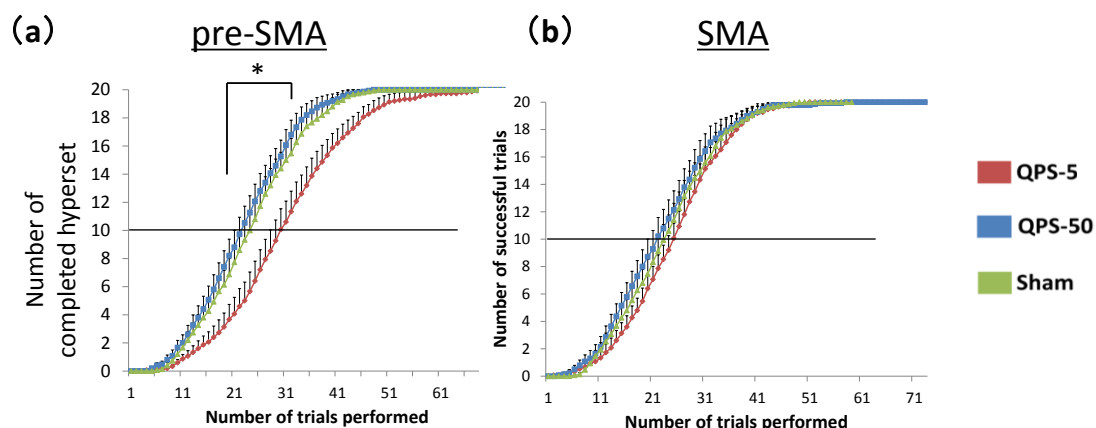 (a)
pre-SMA
*
Number of
completed hyperset
20
18
16
14
12
10
8
6
4
2
0
1 11 21 31 41 51 61
Number of trials performed
(b)
SMA
Number of successful trials
20
18
16
14
12
10
8
6
4
2
0
1 11 21 31 41 51 61 71
Number of trials performed
QPS-5
QPS-50
Sham